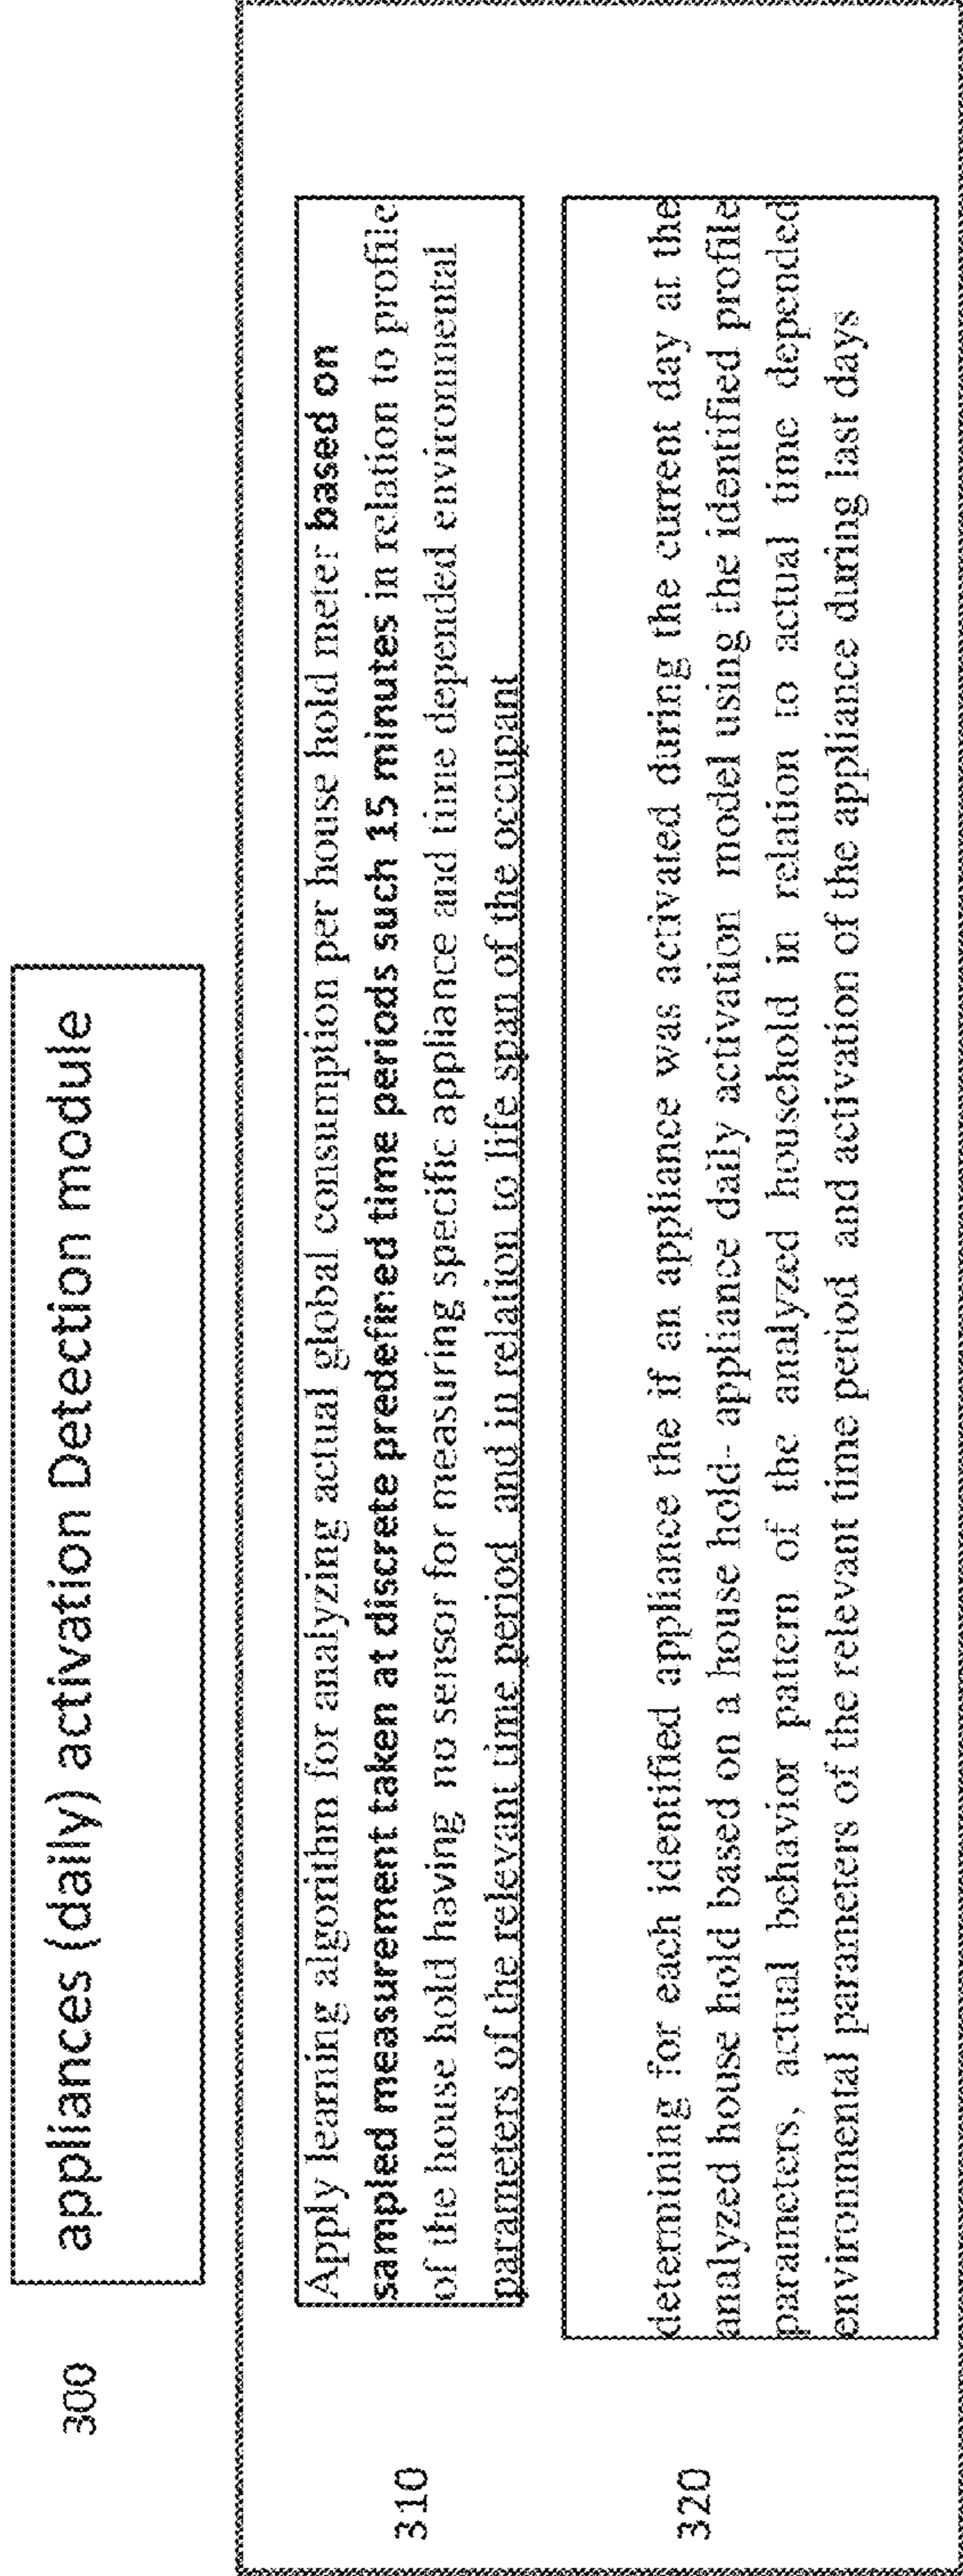 300 appliances (daily) activation Detection module
310
Apply learning algorithm for analyzing actual global consumption per house hold meter based on
sampled measurement taken at discrete predefined time periods such 15 minutes in relation to profile
of the house hold having no sensor for measuring specific appliance and time depended environmental
parameters of the relevant time period and in relation to life span of the occupant
320
determining for each identified appliance the if an appliance was activated during the current day at the
analyzed house hold based on a house hold- appliance daily activation model using the identified profile
parameters, actual behavior pattern of the analyzed household in relation to actual time depended
environmental parameters of the relevant time period and activation of the appliance during last days